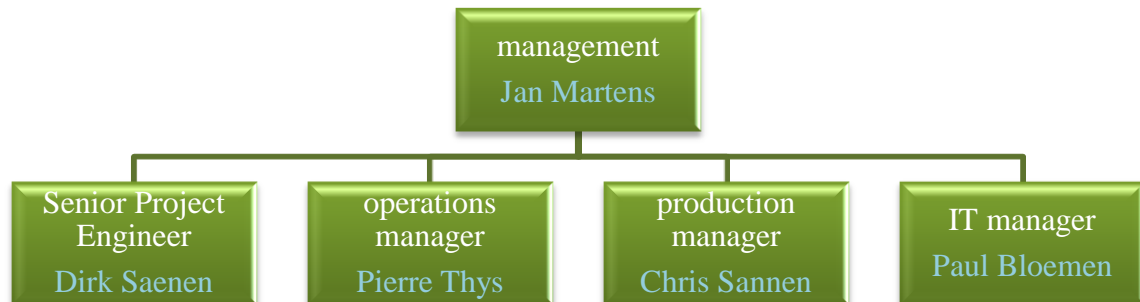 management
Jan Martens
Senior Project
Engineer
Dirk Saenen
operations
manager
Pierre Thys
production
manager
Chris Sannen
IT manager
Paul Bloemen